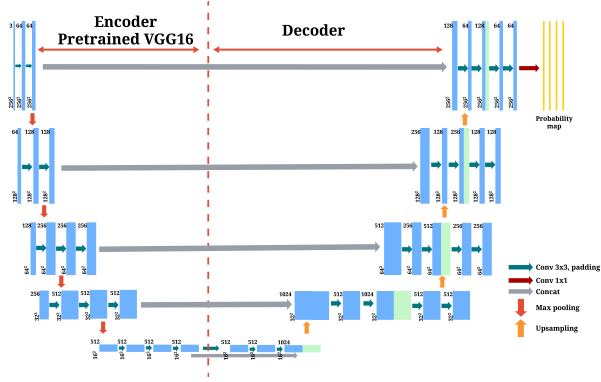 Encoder
Pretrained VGG16
Decoder
3 64 64
256² 256² 256²
128 64 128 64 64
256² 256² 256² 256² 256²
Probability
map
64 128 128
128² 128² 128²
256 128 256 128 128
128² 128² 128² 128² 128²
128 256 256 256
64² 64² 64² 64²
512 256 512 256 256
64² 64² 64² 64² 64²
256 512 512 512
32² 32² 32² 32²
1024 512 1024 512 512
32² 32² 32² 32² 32²
512 512 512 512
16² 16² 16² 16²
512 512 1024
16² 16² 16²
Conv 3x3, padding
Conv 1x1
Concat
Max pooling
Upsampling